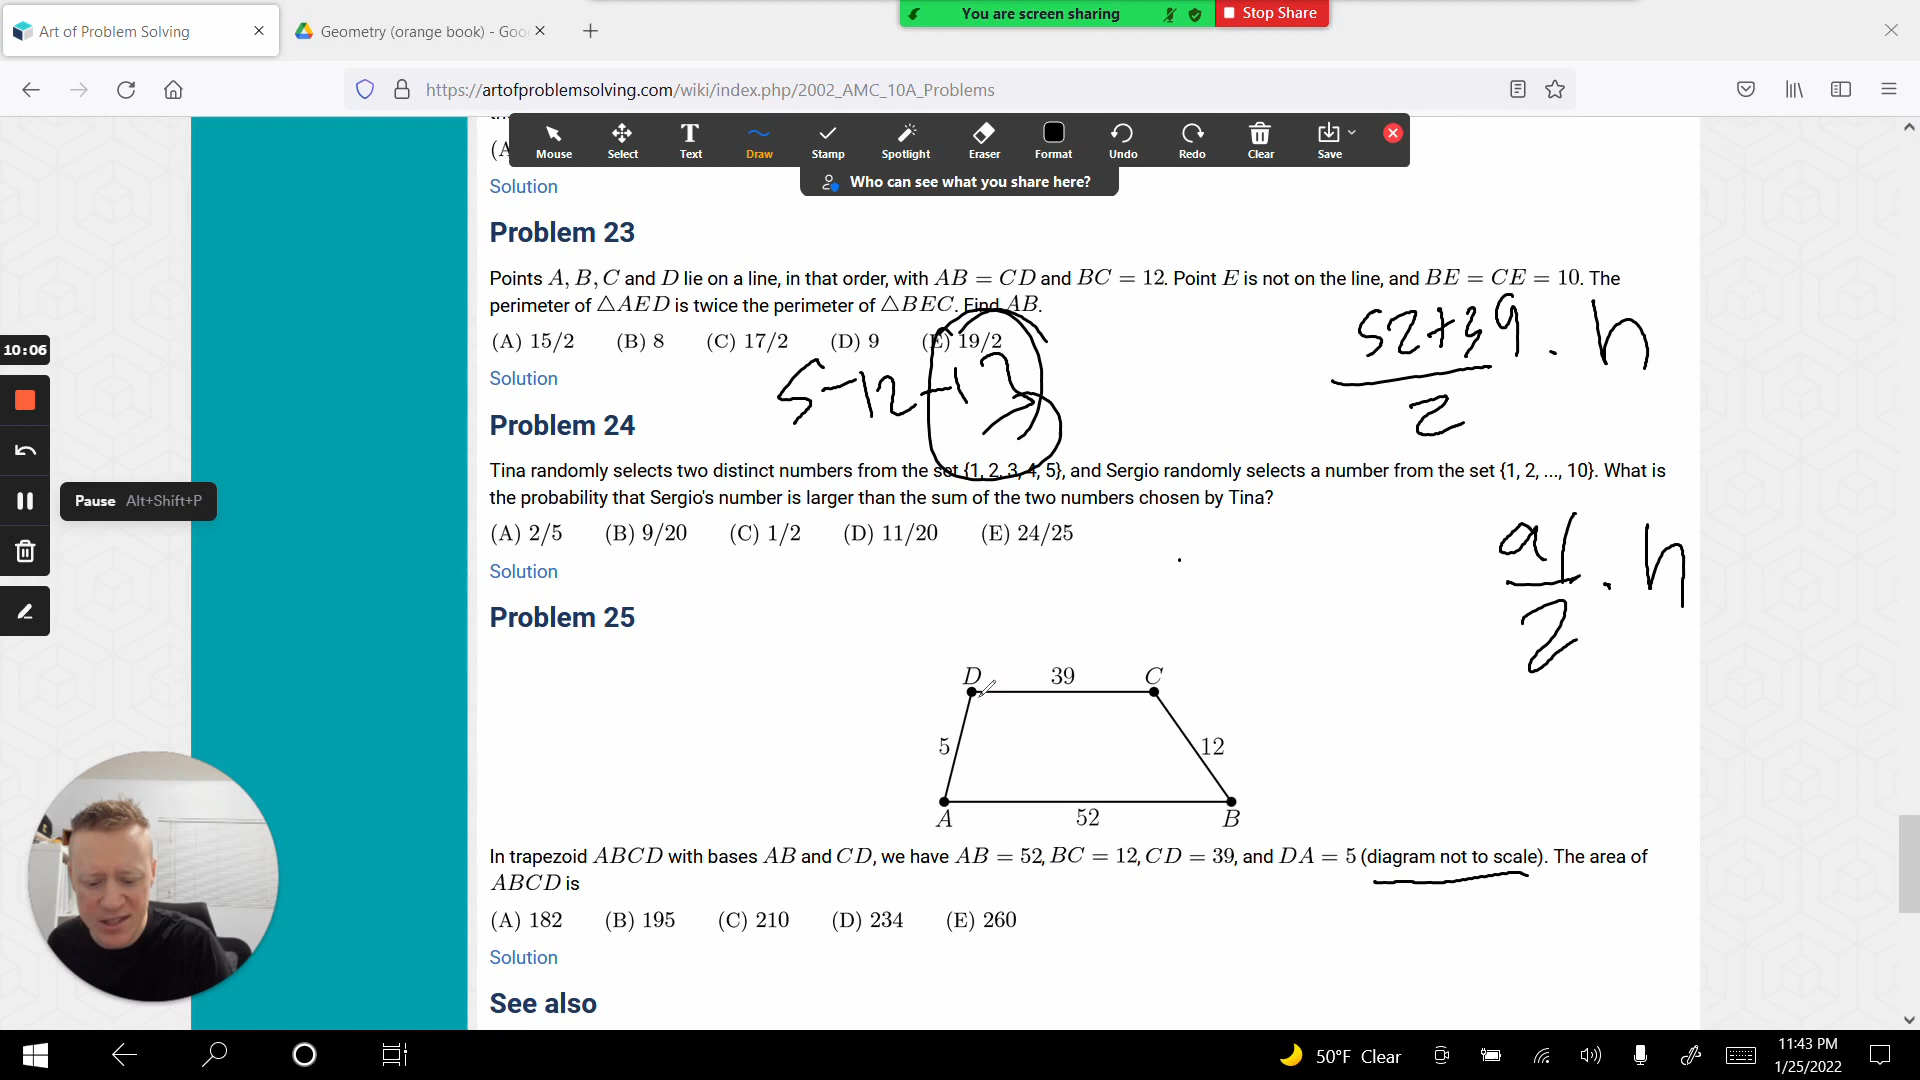 Art of Problem Solving
Geometry (orange book) - Goo
You are screen sharing
Stop Share
https://artofproblemsolving.com/wiki/index.php/2002_AMC_10A_Problems
Mouse
Select
Text
Draw
Stamp
Spotlight
Eraser
Format
Undo
Redo
Clear
Save
Who can see what you share here?
(A
Solution
Problem 23
Points A, B, C and D lie on a line, in that order, with AB = CD and BC = 12. Point E is not on the line, and BE = CE = 10. The
perimeter of △AED is twice the perimeter of △BEC. Find AB.
(A) 15/2 (B) 8 (C) 17/2 (D) 9 (E) 19/2
52+39
2
· h
Solution
5-12-13
Problem 24
Tina randomly selects two distinct numbers from the set {1, 2, 3, 4, 5}, and Sergio randomly selects a number from the set {1, 2, ..., 10}. What is
the probability that Sergio's number is larger than the sum of the two numbers chosen by Tina?
(A) 2/5 (B) 9/20 (C) 1/2 (D) 11/20 (E) 24/25
91
2
· h
Solution
Problem 25
D 39 C
5 12
A 52 B
In trapezoid ABCD with bases AB and CD, we have AB = 52, BC = 12, CD = 39, and DA = 5 (diagram not to scale). The area of
ABCD is
(A) 182 (B) 195 (C) 210 (D) 234 (E) 260
Solution
See also
10:06
Pause Alt+Shift+P
50°F Clear
11:43 PM
1/25/2022